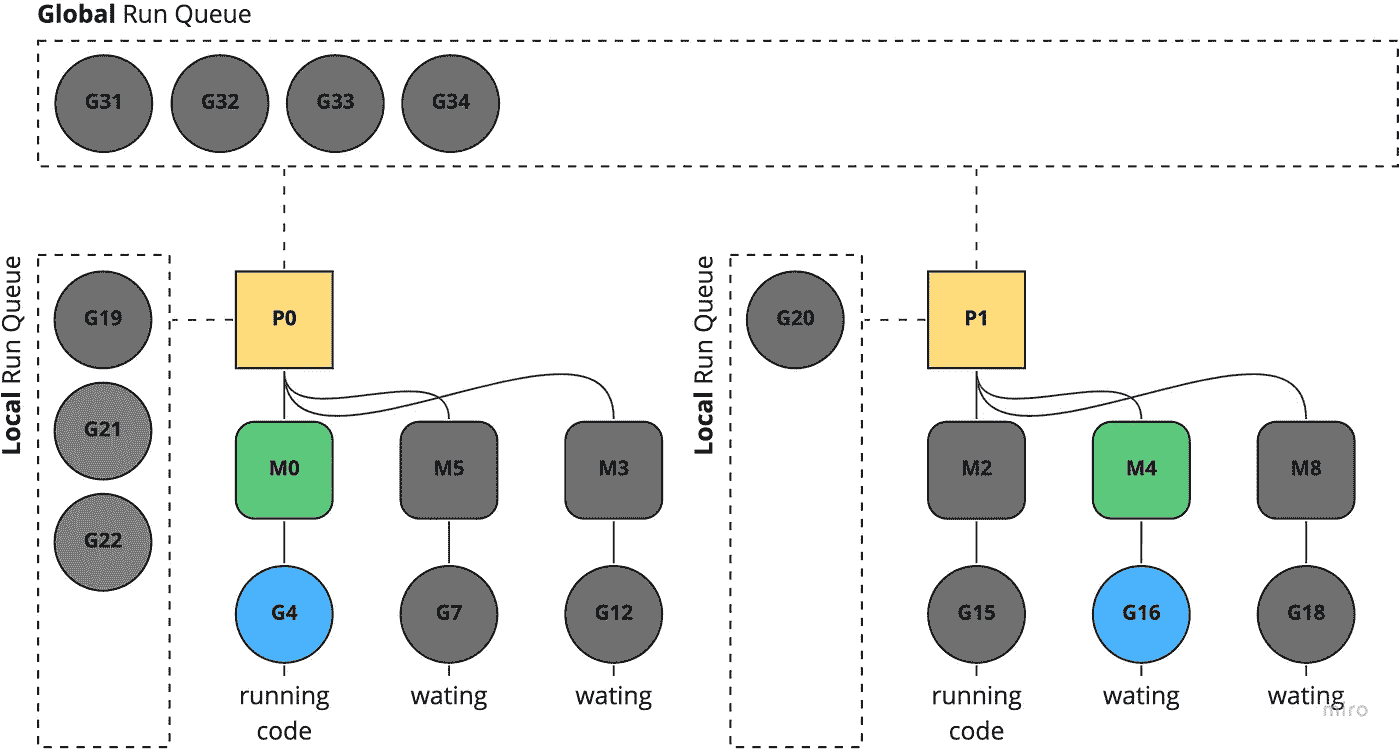 Global Run Queue
G31 G32 G33 G34
Local Run Queue
G19
G21
G22
P0
M0 M5 M3
G4 G7 G12
running code
wating
wating
Local Run Queue
G20
P1
M2 M4 M8
G15 G16 G18
running code
wating
wating
miro